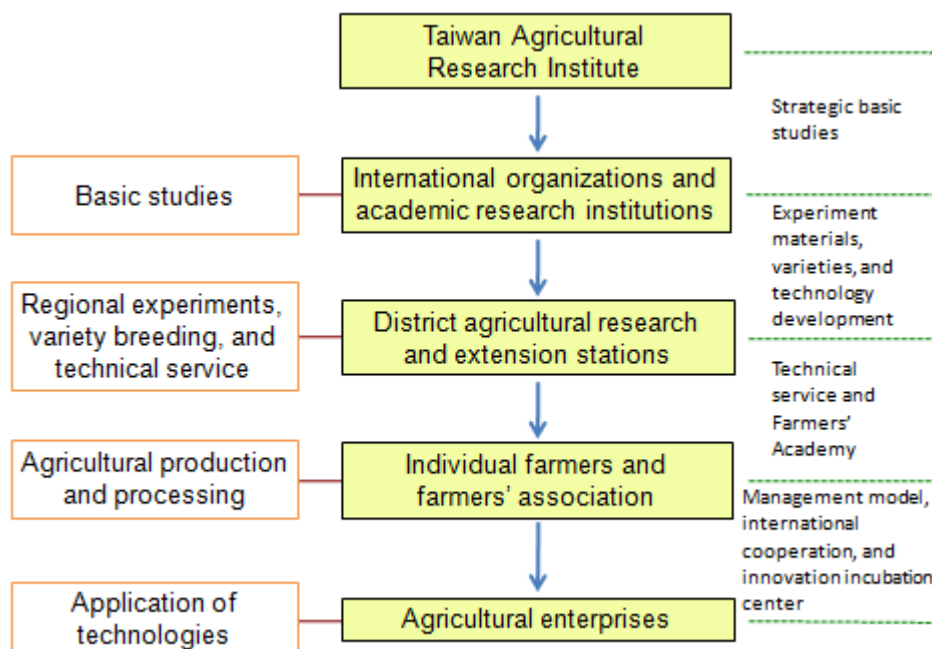 Taiwan Agricultural
Research Institute
Strategic basic
studies
Basic studies
International organizations and
academic research institutions
Experiment
materials,
varieties, and
technology
development
Regional experiments,
variety breeding, and
technical service
District agricultural research
and extension stations
Technical
service and
Farmers'
Academy
Agricultural production
and processing
Individual farmers and
farmers' association
Management model,
international
cooperation, and
innovation incubation
center
Application of
technologies
Agricultural enterprises